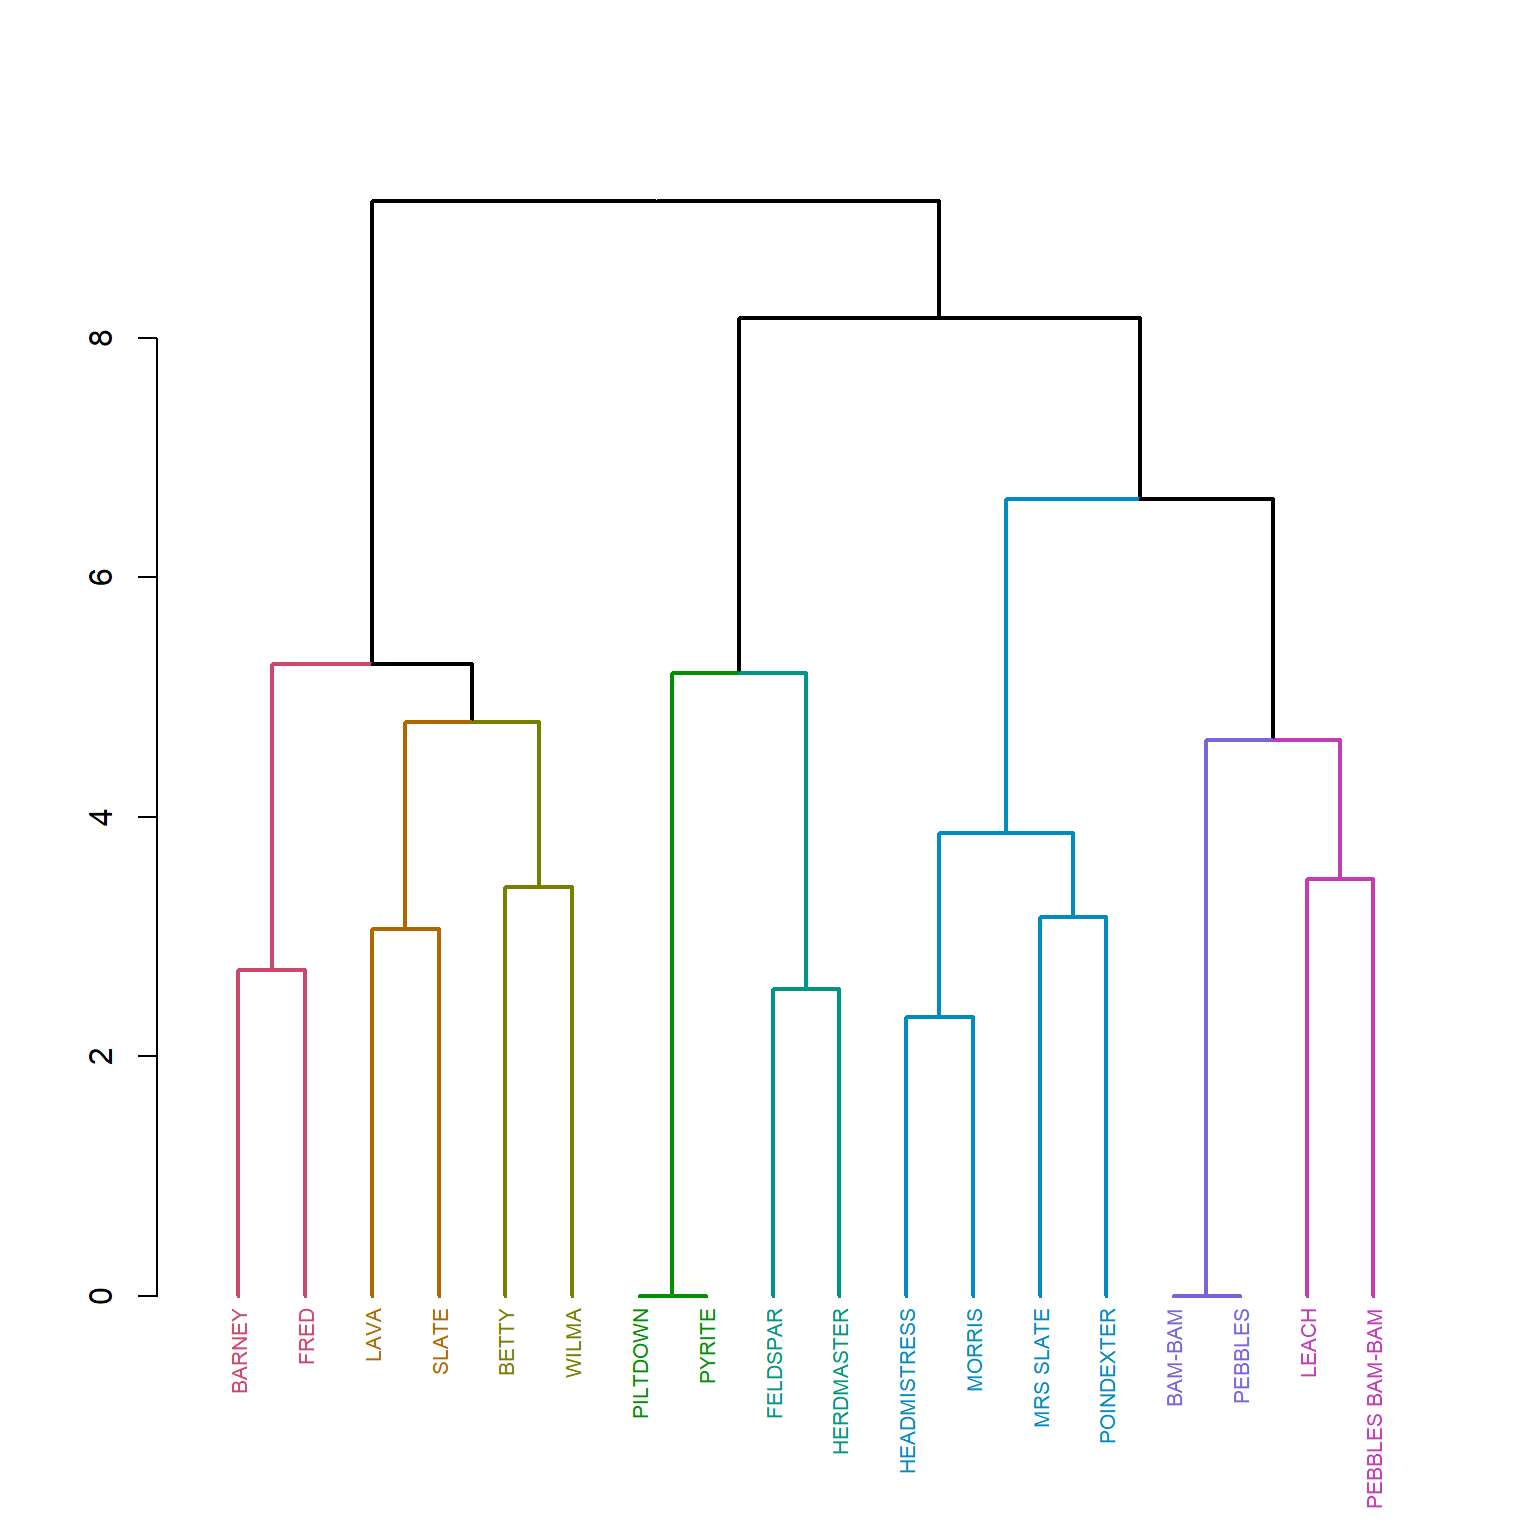 8
6
4
2
0
BARNEY
FRED
LAVA
SLATE
BETTY
WILMA
PILTDOWN
PYRITE
FELDSPAR
HERDMASTER
HEADMISTRESS
MORRIS
MRS SLATE
POINDEXTER
BAM-BAM
PEBBLES
LEACH
PEBBLES BAM-BAM